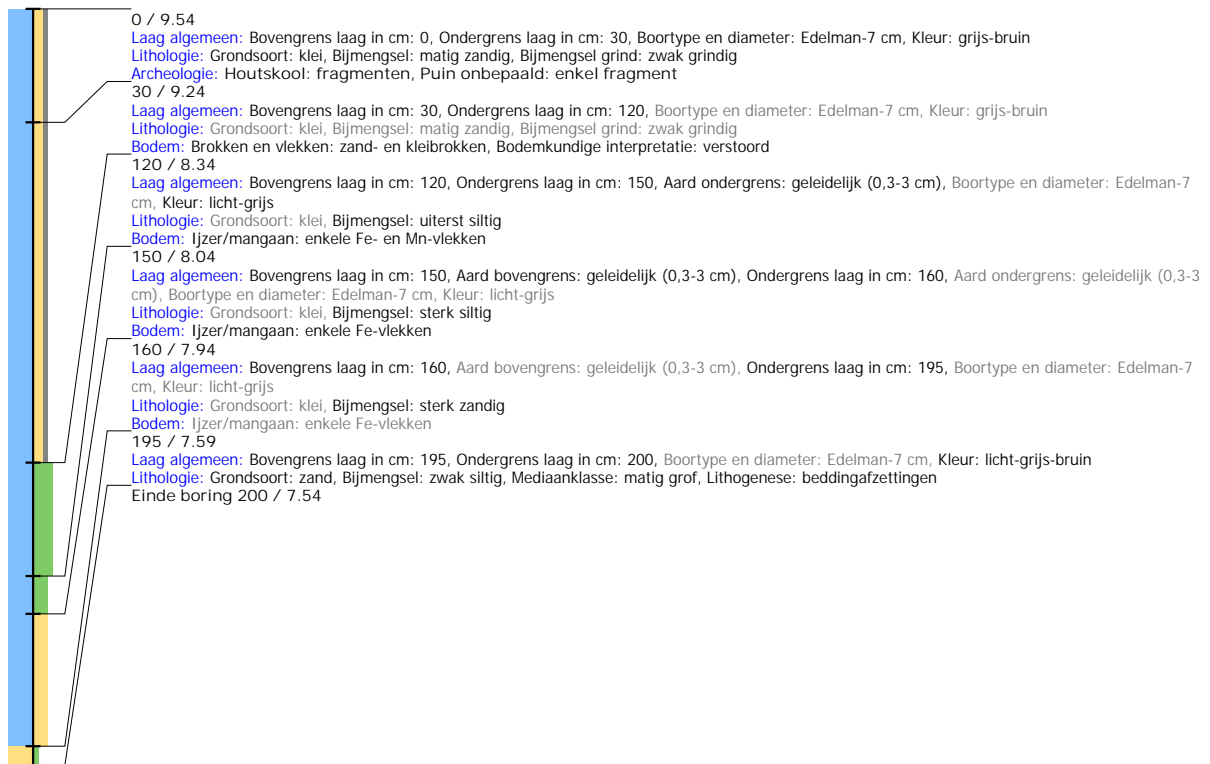 0 / 9.54
Laag algemeen: Bovengrens laag in cm: 0, Ondergrens laag in cm: 30, Boortype en diameter: Edelman-7 cm, Kleur: grijs-bruin
Lithologie: Grondsoort: klei, Bijmengsel: matig zandig, Bijmengsel grind: zwak grindig
Archeologie: Houtskool: fragmenten, Puin onbepaald: enkel fragment
30 / 9.24
Laag algemeen: Bovengrens laag in cm: 30, Ondergrens laag in cm: 120, Boortype en diameter: Edelman-7 cm, Kleur: grijs-bruin
Lithologie: Grondsoort: klei, Bijmengsel: matig zandig, Bijmengsel grind: zwak grindig
Bodem: Brokken en vlekken: zand- en kleibrokken, Bodemkundige interpretatie: verstoord
120 / 8.34
Laag algemeen: Bovengrens laag in cm: 120, Ondergrens laag in cm: 150, Aard ondergrens: geleidelijk (0,3-3 cm), Boortype en diameter: Edelman-7
cm, Kleur: licht-grijs
Lithologie: Grondsoort: klei, Bijmengsel: uiterst siltig
Bodem: Ijzer/mangaan: enkele Fe- en Mn-vlekken
150 / 8.04
Laag algemeen: Bovengrens laag in cm: 150, Aard bovengrens: geleidelijk (0,3-3 cm), Ondergrens laag in cm: 160, Aard ondergrens: geleidelijk (0,3-3
cm), Boortype en diameter: Edelman-7 cm, Kleur: licht-grijs
Lithologie: Grondsoort: klei, Bijmengsel: sterk siltig
Bodem: Ijzer/mangaan: enkele Fe-vlekken
160 / 7.94
Laag algemeen: Bovengrens laag in cm: 160, Aard bovengrens: geleidelijk (0,3-3 cm), Ondergrens laag in cm: 195, Boortype en diameter: Edelman-7
cm, Kleur: licht-grijs
Lithologie: Grondsoort: klei, Bijmengsel: sterk zandig
Bodem: Ijzer/mangaan: enkele Fe-vlekken
195 / 7.59
Laag algemeen: Bovengrens laag in cm: 195, Ondergrens laag in cm: 200, Boortype en diameter: Edelman-7 cm, Kleur: licht-grijs-bruin
Lithologie: Grondsoort: zand, Bijmengsel: zwak siltig, Mediaanklasse: matig grof, Lithogenese: beddingafzettingen
Einde boring 200 / 7.54